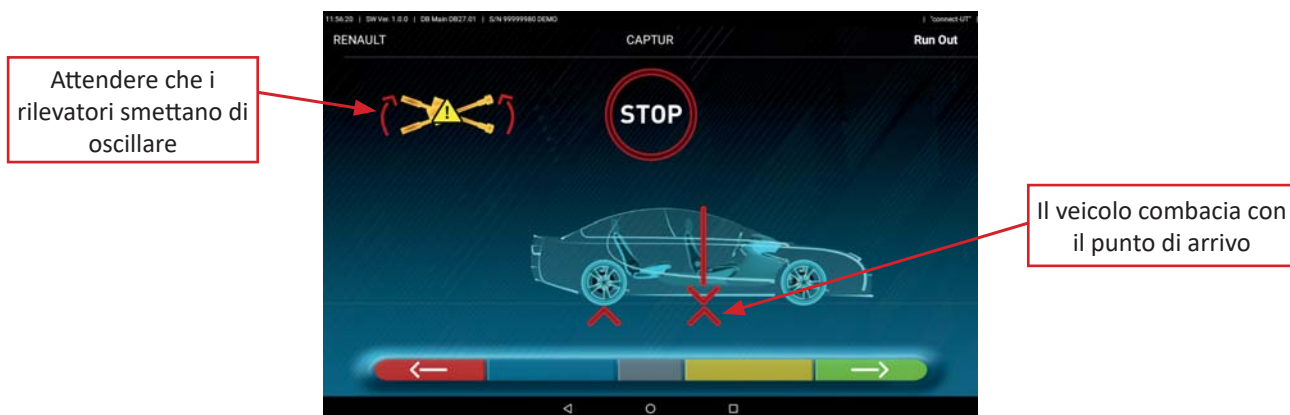 11:56:20 | SW Ver. 1.0.0 | DB Main DB27.01 | S/N 99999980 DEMO | "connect-UT" |
RENAULT CAPTUR Run Out
Attendere che i
rilevatori smettano di
oscillare
STOP
Il veicolo combacia con
il punto di arrivo